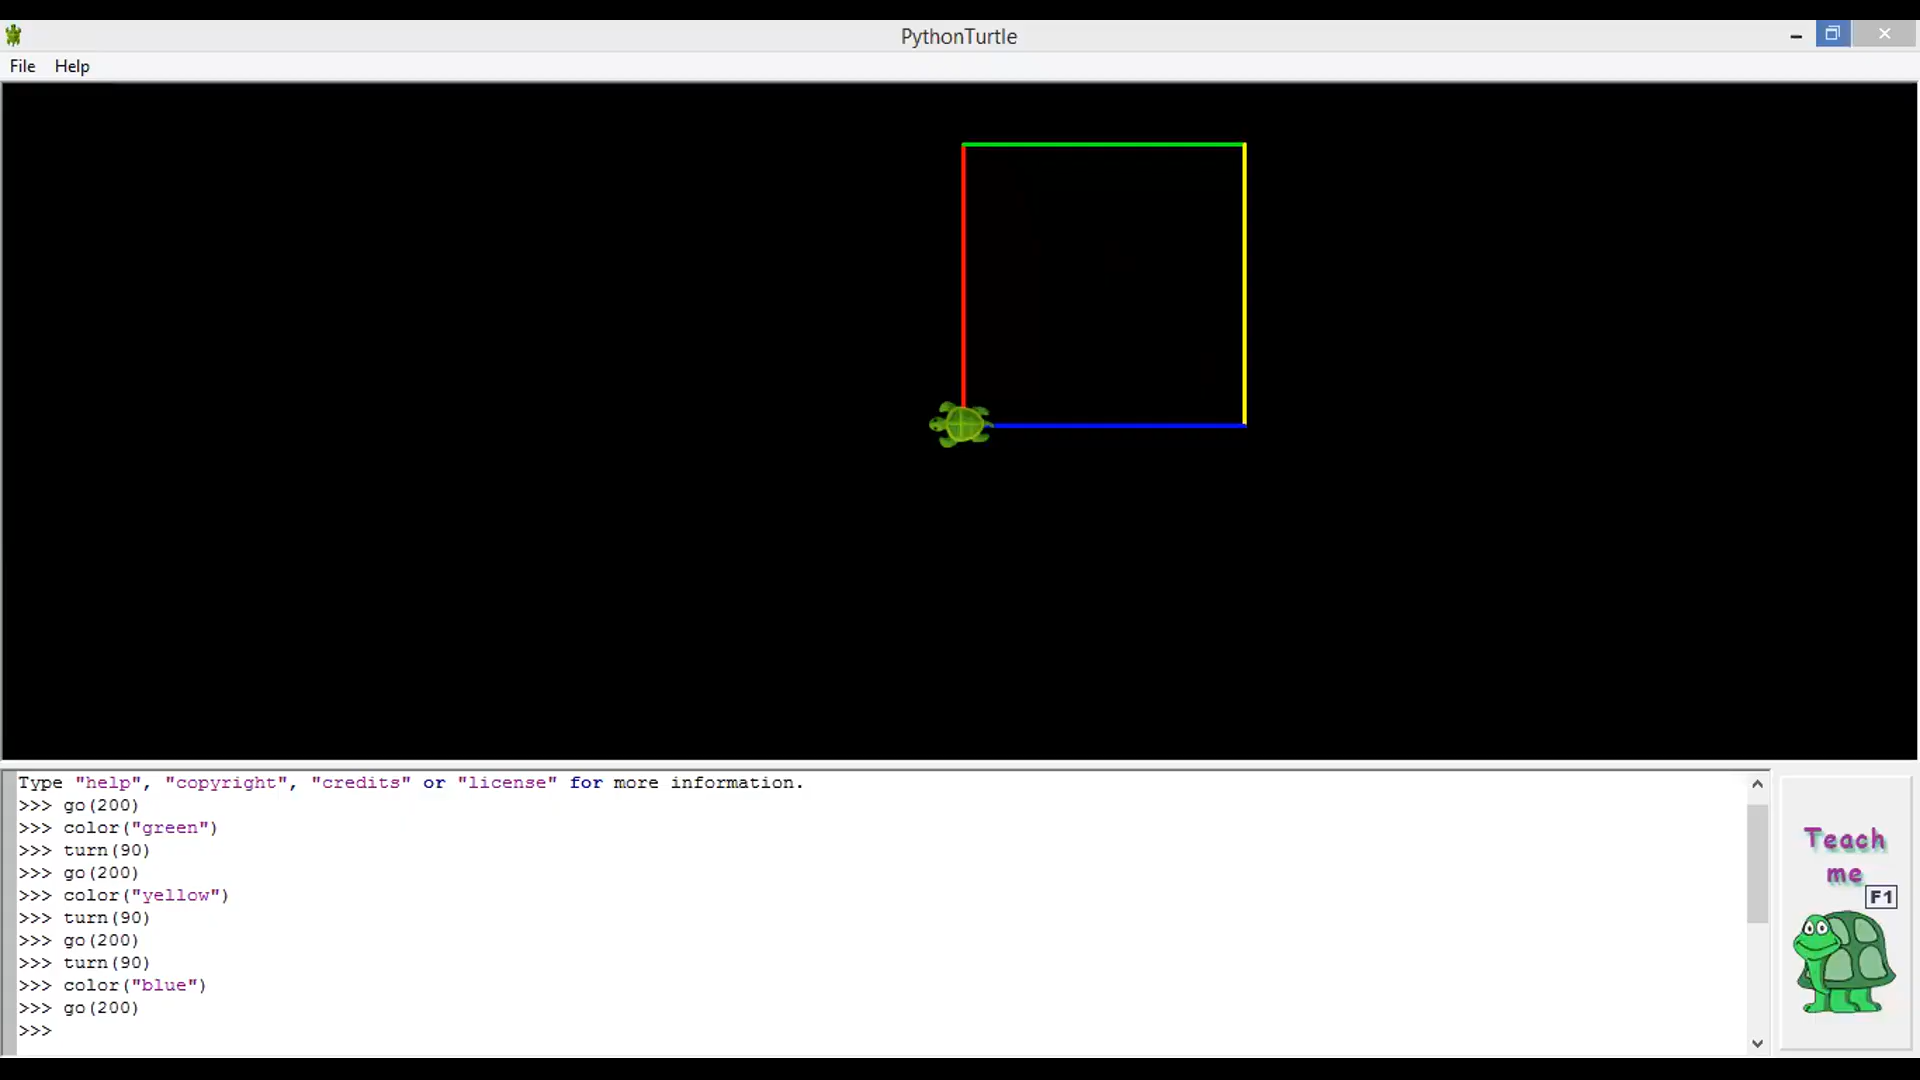 PythonTurtle
File Help
Type "help", "copyright", "credits" or "license" for more information.
>>> go(200)
>>> color("green")
>>> turn(90)
>>> go(200)
>>> color("yellow")
>>> turn(90)
>>> go(200)
>>> turn(90)
>>> color("blue")
>>> go(200)
>>>
Teach
me
F1